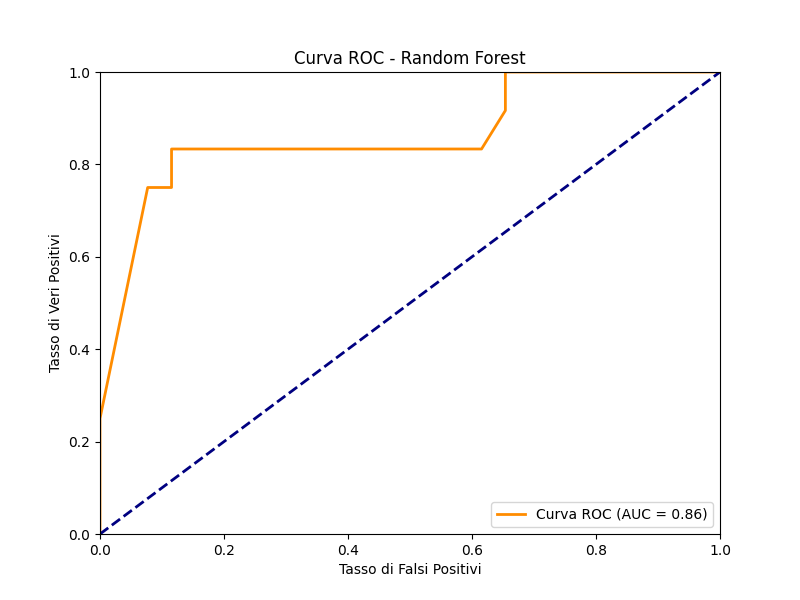 Curva ROC - Random Forest
1.0
0.8
0.6
0.4
0.2
0.0
Tasso di Veri Positivi
Curva ROC (AUC = 0.86)
0.0 0.2 0.4 0.6 0.8 1.0
Tasso di Falsi Positivi